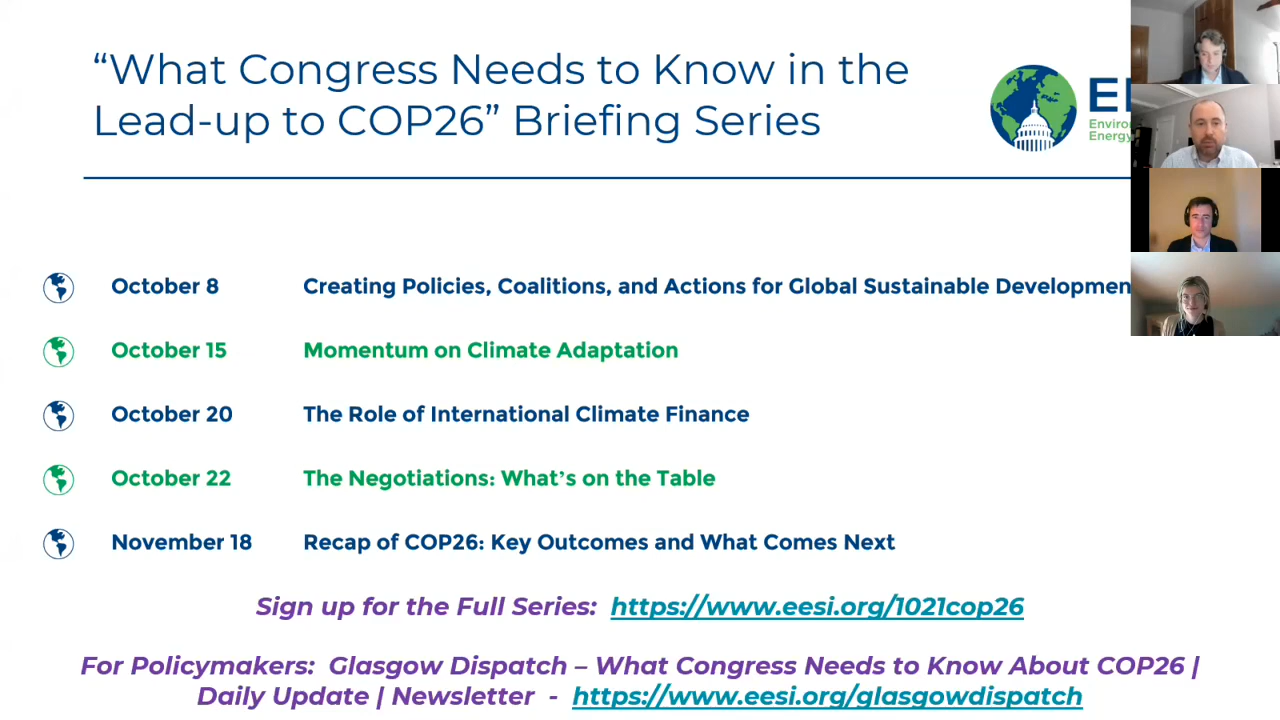 “What Congress Needs to Know in the
Lead-up to COP26” Briefing Series
Energy
October 8 Creating Policies, Coalitions, and Actions for Global Sustainable
October 15 Momentum on Climate Adaptation
October 20 The Role of International Climate Finance
October 22 The Negotiations: What’s on the Table
November 18 Recap of COP26: Key Outcomes and What Comes Next
Sign up for the Full Series: https://www.eesi.org/1021cop26
For Policymakers: Glasgow Dispatch – What Congress Needs to Know About COP26 |
Daily Update | Newsletter - https://www.eesi.org/glasgowdispatch